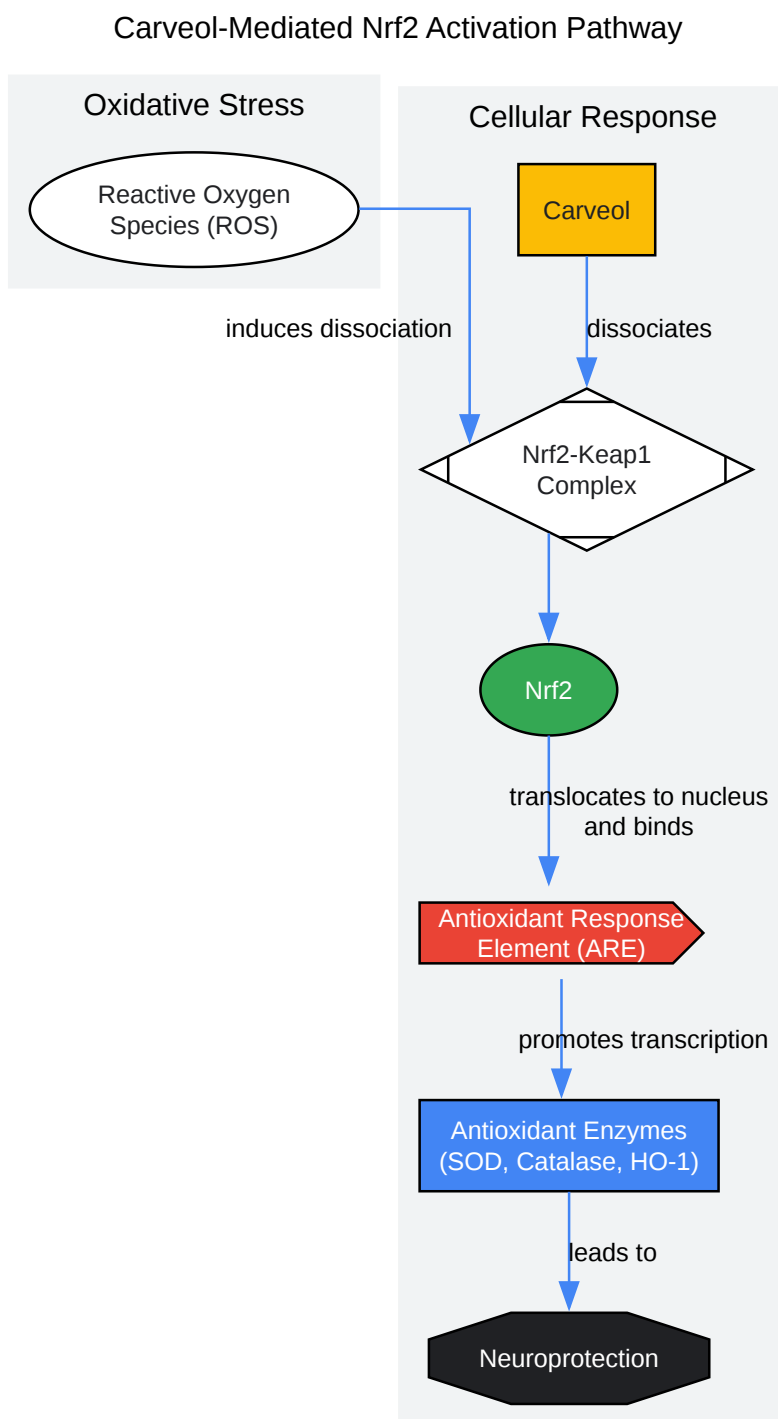 Carveol-Mediated Nrf2 Activation Pathway
Oxidative Stress
Cellular Response
Reactive Oxygen
Species (ROS)
Carveol
induces dissociation
dissociates
Nrf2-Keap1
Complex
Nrf2
translocates to nucleus
and binds
Antioxidant Response
Element (ARE)
promotes transcription
Antioxidant Enzymes
(SOD, Catalase, HO-1)
leads to
Neuroprotection